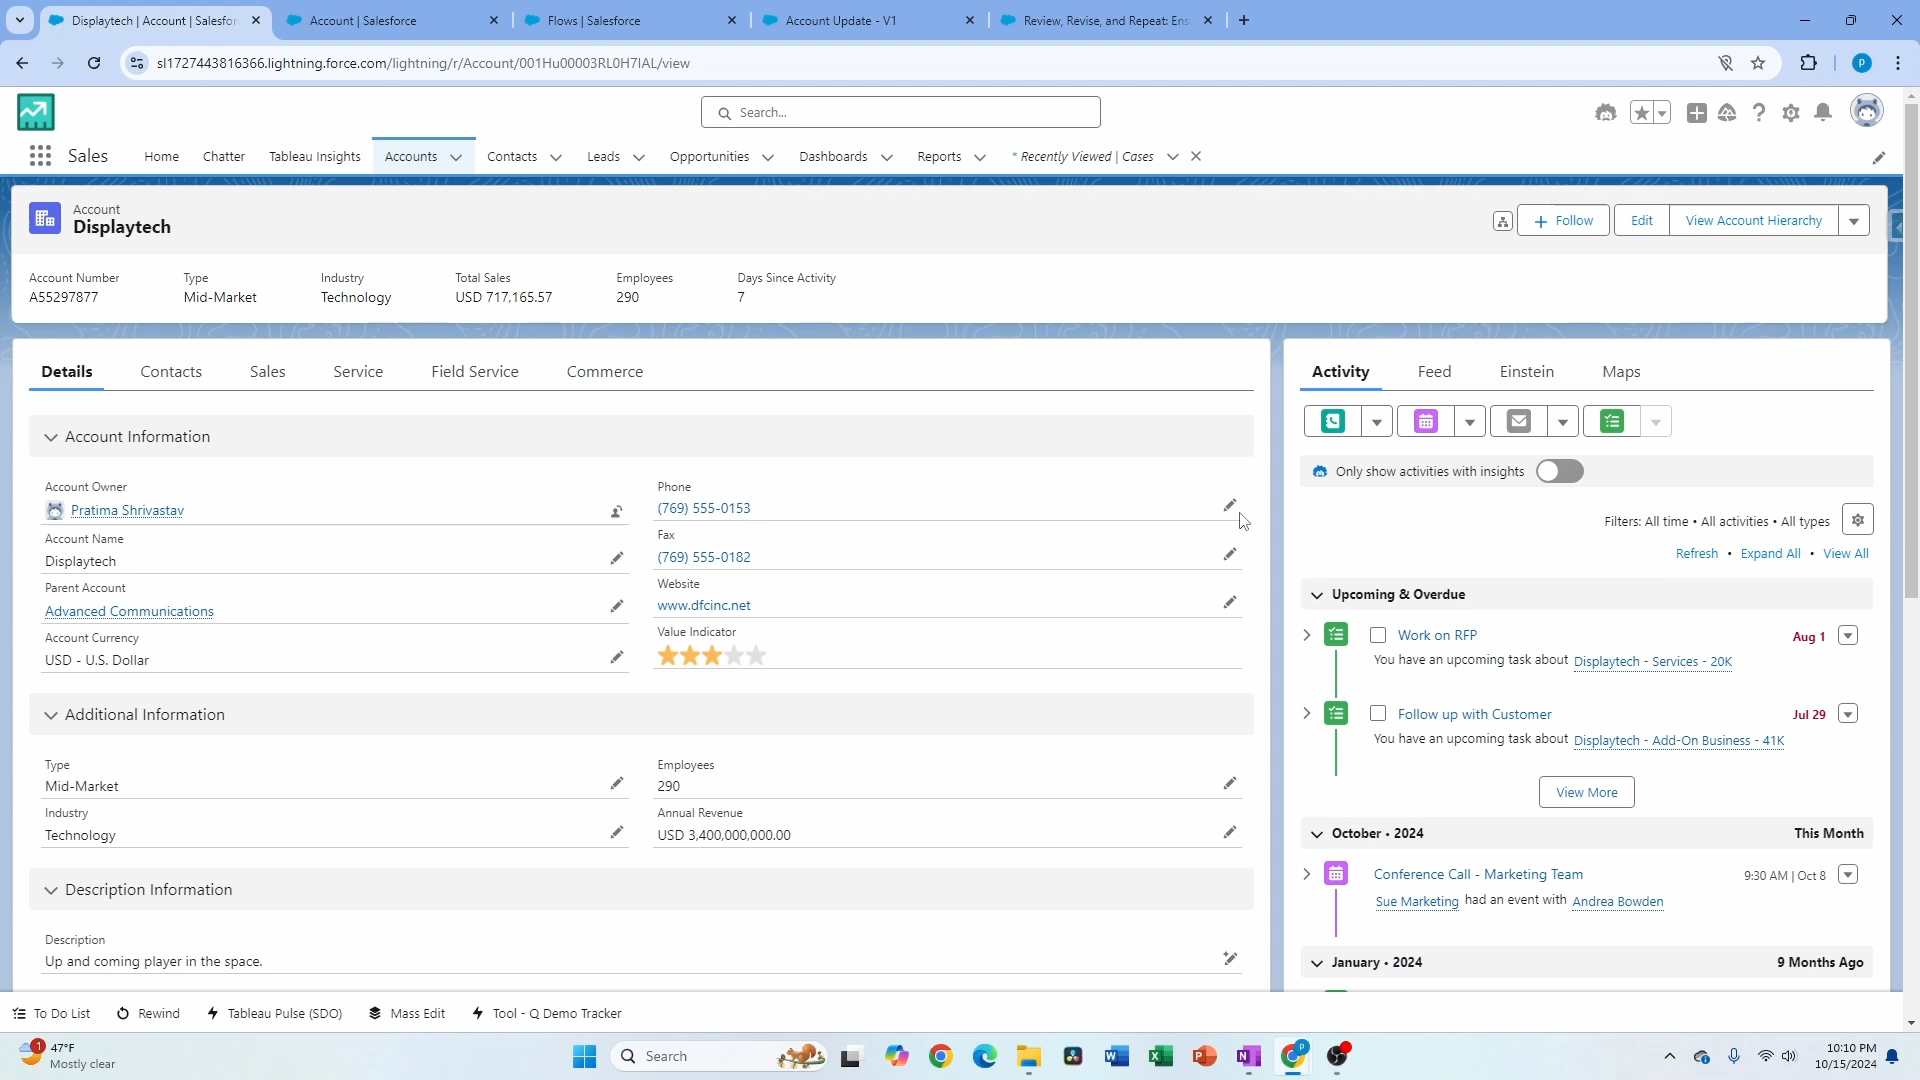 Displaytech | Account | Salesfor
Account | Salesforce
Flows | Salesforce
Account Update - V1
Review, Revise, and Repeat: Ens
sl1727443816366.lightning.force.com/lightning/r/Account/001Hu00003RL0H7IAL/view
P
Search...
Sales
Home
Chatter
Tableau Insights
Accounts
Contacts
Leads
Opportunities
Dashboards
Reports
* Recently Viewed | Cases
Account
Displaytech
Follow
Edit
View Account Hierarchy
Account Number
Type
Industry
Total Sales
Employees
Days Since Activity
A55297877
Mid-Market
Technology
USD 717,165.57
290
7
Details
Contacts
Sales
Service
Field Service
Commerce
Account Information
Account Owner
Pratima Shrivastav
Account Name
Displaytech
Parent Account
Advanced Communications
Account Currency
USD - U.S. Dollar
Phone
(769) 555-0153
Fax
(769) 555-0182
Website
www.dfcinc.net
Value Indicator
Additional Information
Type
Mid-Market
Industry
Technology
Employees
290
Annual Revenue
USD 3,400,000,000.00
Description Information
Description
Up and coming player in the space.
Activity
Feed
Einstein
Maps
Only show activities with insights
Filters: All time • All activities • All types
Refresh • Expand All • View All
Upcoming & Overdue
Work on RFP
Aug 1
You have an upcoming task about Displaytech - Services - 20K
Follow up with Customer
Jul 29
You have an upcoming task about Displaytech - Add-On Business - 41K
View More
October • 2024
This Month
Conference Call - Marketing Team
9:30 AM | Oct 8
Sue Marketing had an event with Andrea Bowden
January • 2024
9 Months Ago
To Do List
Rewind
Tableau Pulse (SDO)
Mass Edit
Tool - Q Demo Tracker
1
47°F
Mostly clear
Search
10:10 PM
10/15/2024